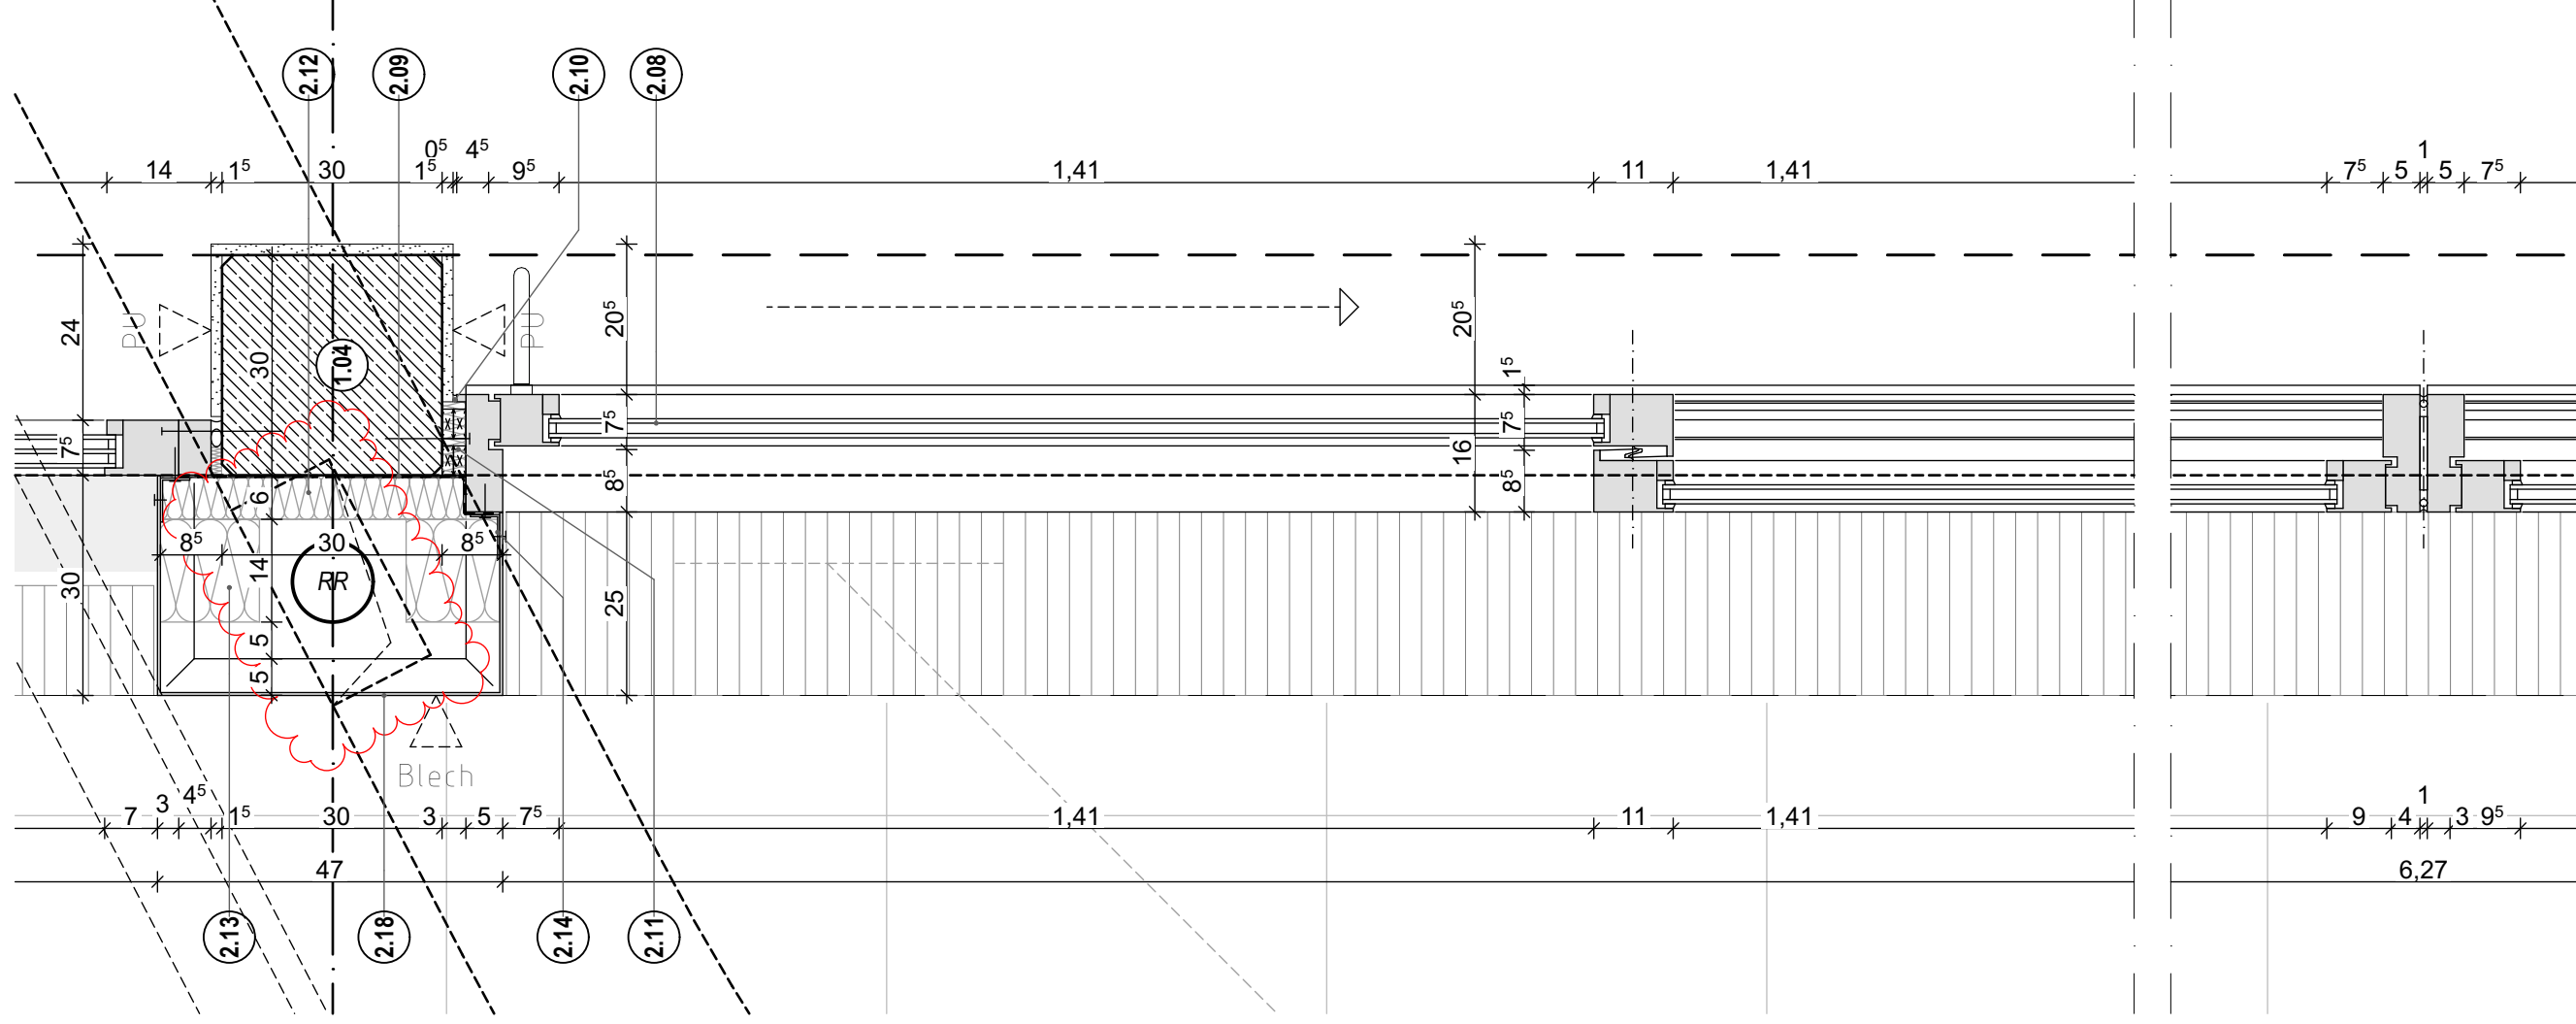 2.12 2.09 2.10 2.08
0⁵ 4⁵ 1
14 1⁵ 30 1⁵ 9⁵ 1,41 11 1,41 7⁵ 5 5 7⁵
24 PU 30 1.04 PU 20⁵ 20⁵
1⁵
7⁵ 7⁵ 16 7⁵
6 8⁵ 8⁵
8⁵ 30 8⁵
30 14 RR 25
5
5
Blech
3 4⁵ 1
7 1⁵ 30 3 5 7⁵ 1,41 11 1,41 9 4 3 9⁵
47 6,27
2.13 2.18 2.14 2.11